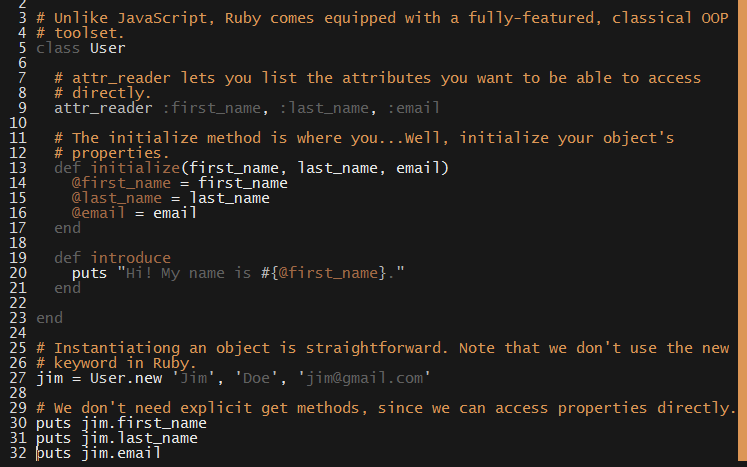 2
3 # Unlike JavaScript, Ruby comes equipped with a fully-featured, classical OOP
4 # toolset.
5 class User
6
7   # attr_reader lets you list the attributes you want to be able to access
8   # directly.
9   attr_reader :first_name, :last_name, :email
10
11   # The initialize method is where you...Well, initialize your object's
12   # properties.
13   def initialize(first_name, last_name, email)
14     @first_name = first_name
15     @last_name = last_name
16     @email = email
17   end
18
19   def introduce
20     puts "Hi! My name is #{@first_name}."
21   end
22
23 end
24
25 # Instantiationg an object is straightforward. Note that we don't use the new
26 # keyword in Ruby.
27 jim = User.new 'Jim', 'Doe', 'jim@gmail.com'
28
29 # We don't need explicit get methods, since we can access properties directly.
30 puts jim.first_name
31 puts jim.last_name
32 puts jim.email